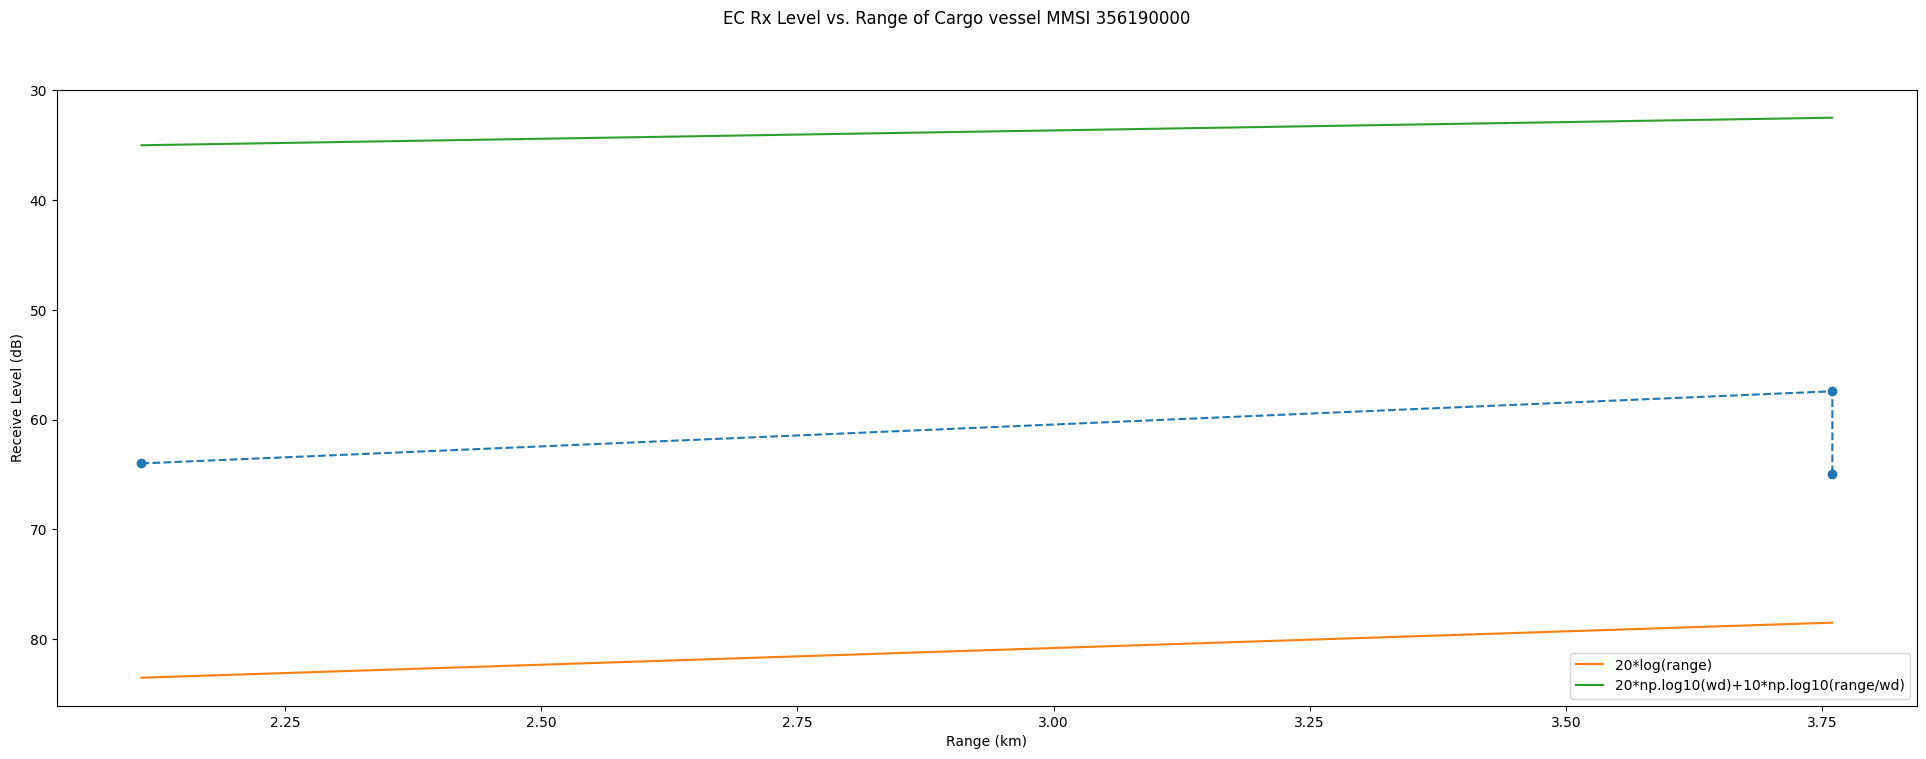 EC Rx Level vs. Range of Cargo vessel MMSI 356190000
30
40
50
60
70
80
Receive Level (dB)
2.25
2.50
2.75
3.00
3.25
3.50
3.75
Range (km)
20*log(range)
20*np.log10(wd)+10*np.log10(range/wd)